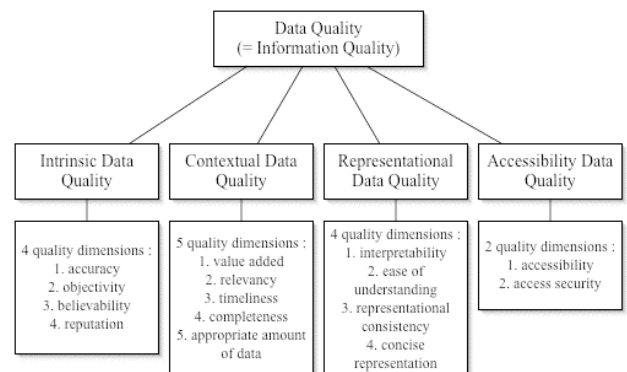 Data Quality
(= Information Quality)
Intrinsic Data
Quality
Contextual Data
Quality
Representational
Data Quality
Accessibility Data
Quality
4 quality dimensions :
1. accuracy
2. objectivity
3. believability
4. reputation
5 quality dimensions :
1. value added
2. relevancy
3. timeliness
4. completeness
5. appropriate amount
of data
4 quality dimensions :
1. interpretability
2. ease of
understanding
3. representational
consistency
4. concise
representation
2 quality dimensions :
1. accessibility
2. access security